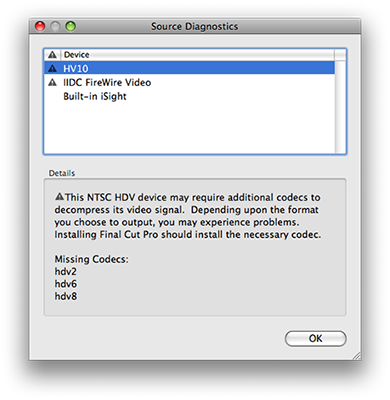 Source Diagnostics
Device
HV10
IIDC FireWire Video
Built-in iSight
Details
This NTSC HDV device may require additional codecs to
decompress its video signal.  Depending upon the format
you choose to output, you may experience problems.
Installing Final Cut Pro should install the necessary codec.
Missing Codecs:
hdv2
hdv6
hdv8
OK